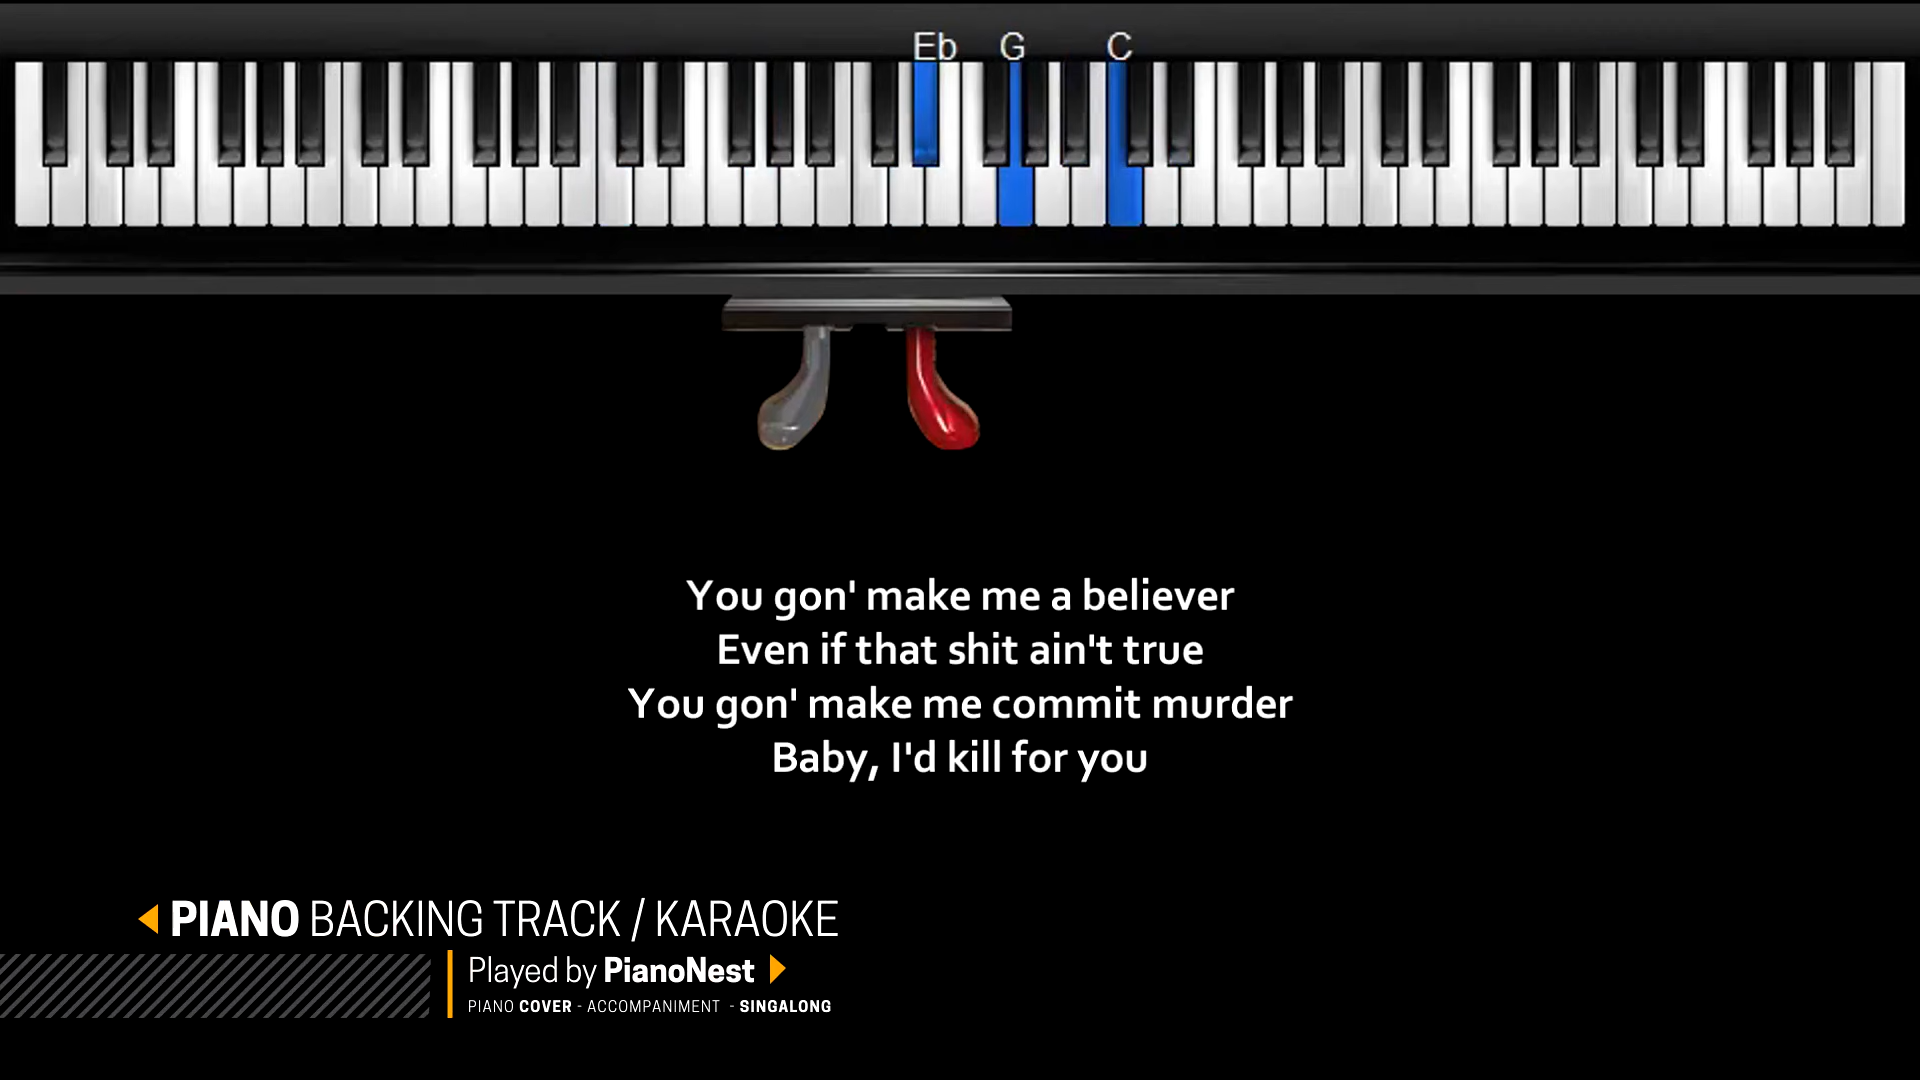 Eb G C
You gon' make me a believer
Even if that shit ain't true
You gon' make me commit murder
Baby, I'd kill for you
PIANO BACKING TRACK / KARAOKE
Played by PianoNest
PIANO COVER - ACCOMPANIMENT - SINGALONG